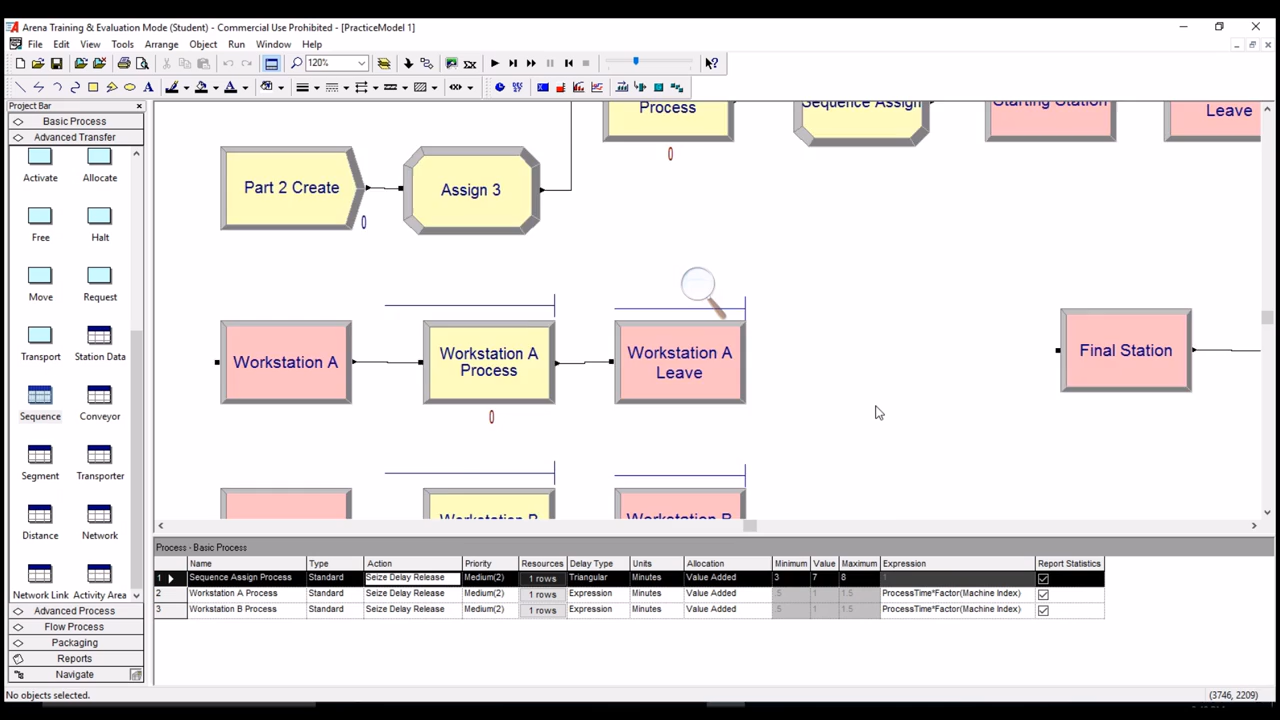 Arena Training & Evaluation Mode (Student) - Commercial Use Prohibited - [PracticeModel 1]
File Edit View Tools Arrange Object Run Window Help
120%
Project Bar
Basic Process
Advanced Transfer
Activate Allocate
Free Halt
Move Request
Transport Station Data
Sequence Conveyor
Segment Transporter
Distance Network
Network Link Activity Area
Advanced Process
Flow Process
Packaging
Reports
Navigate
Process
Sequence Assign
Starting Station
Leave
0
Part 2 Create
Assign 3
0
Workstation A
Workstation A
Process
Workstation A
Leave
Final Station
0
Workstation B
Workstation B
Process - Basic Process
Name Type Action Priority Resources Delay Type Units Allocation Minimum Value Maximum Expression Report Statistics
1 Sequence Assign Process Standard Seize Delay Release Medium(2) 1 rows Triangular Minutes Value Added 3 7 8 1
2 Workstation A Process Standard Seize Delay Release Medium(2) 1 rows Expression Minutes Value Added .5 1 1.5 ProcessTime*Factor(Machine Index)
3 Workstation B Process Standard Seize Delay Release Medium(2) 1 rows Expression Minutes Value Added .5 1 1.5 ProcessTime*Factor(Machine Index)
No objects selected.
(3746, 2209)